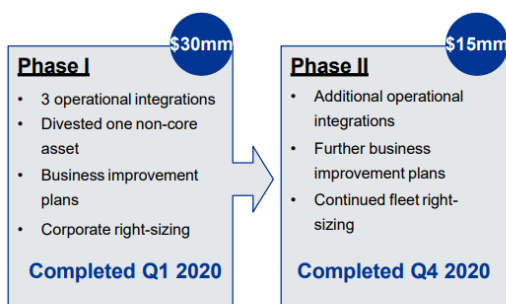 $30mm
Phase I
• 3 operational integrations
• Divested one non-core
asset
• Business improvement
plans
• Corporate right-sizing
Completed Q1 2020
$15mm
Phase II
• Additional operational
integrations
• Further business
improvement plans
• Continued fleet right-
sizing
Completed Q4 2020